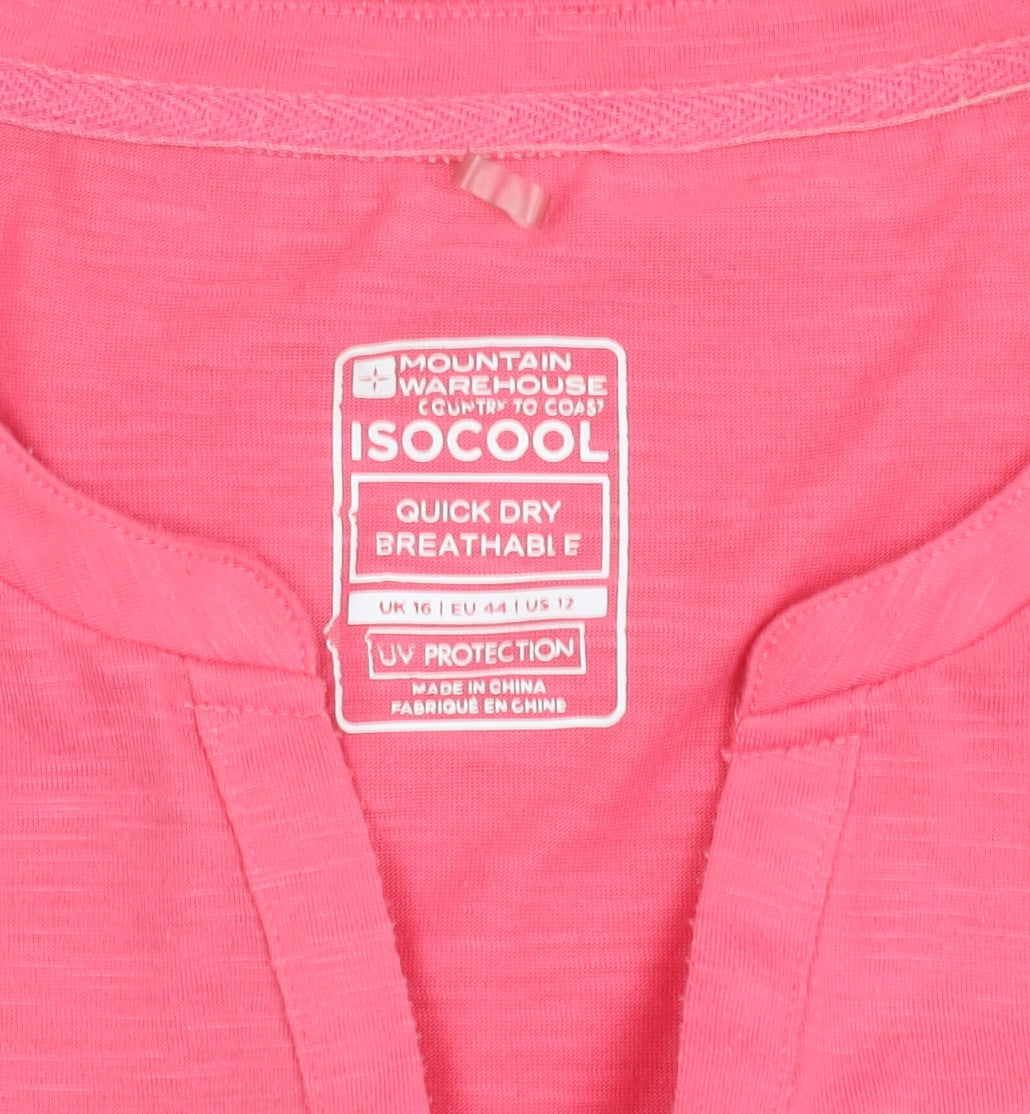 MOUNTAIN
WAREHOUSE
COUNTRY TO COAST
ISOCOOL
QUICK DRY
BREATHABLE
UK 16 | EU 44 | US 12
UV PROTECTION
MADE IN CHINA
FABRIQUÉ EN CHINE